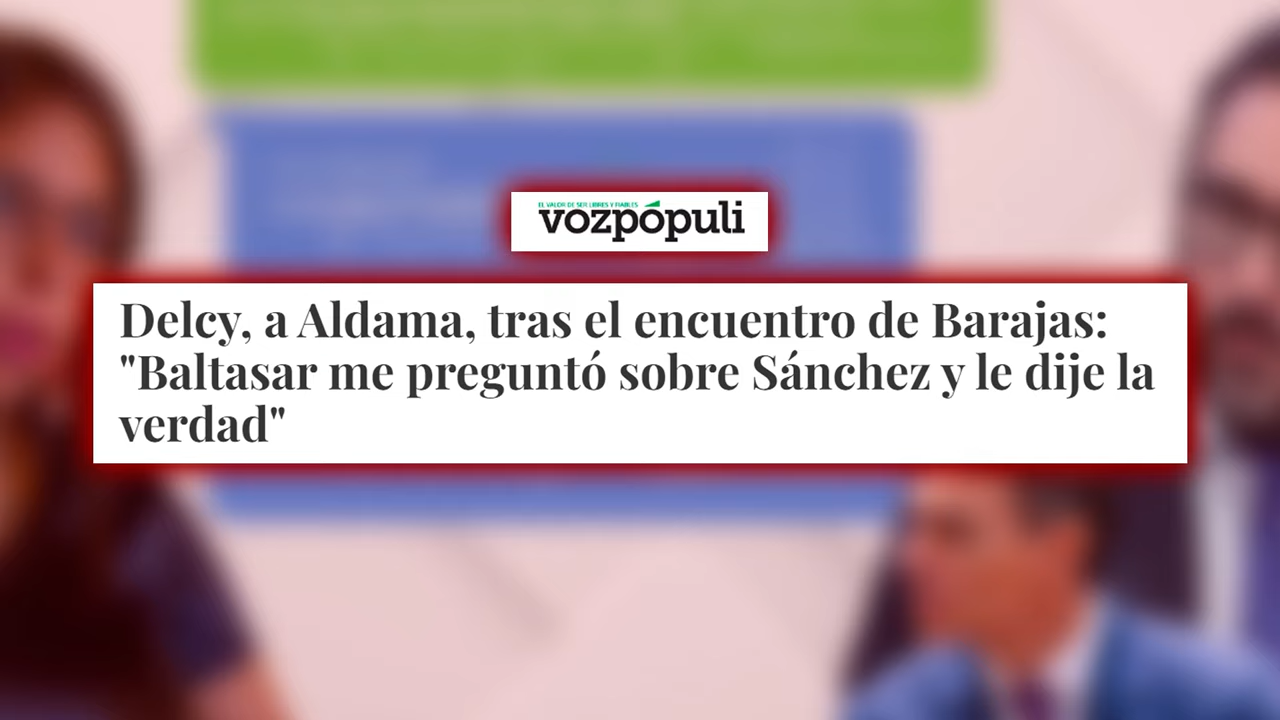 EL VALOR DE SER LIBRES Y FIABLES
vozpópuli
Delcy, a Aldama, tras el encuentro de Barajas:
"Baltasar me preguntó sobre Sánchez y le dije la
verdad"